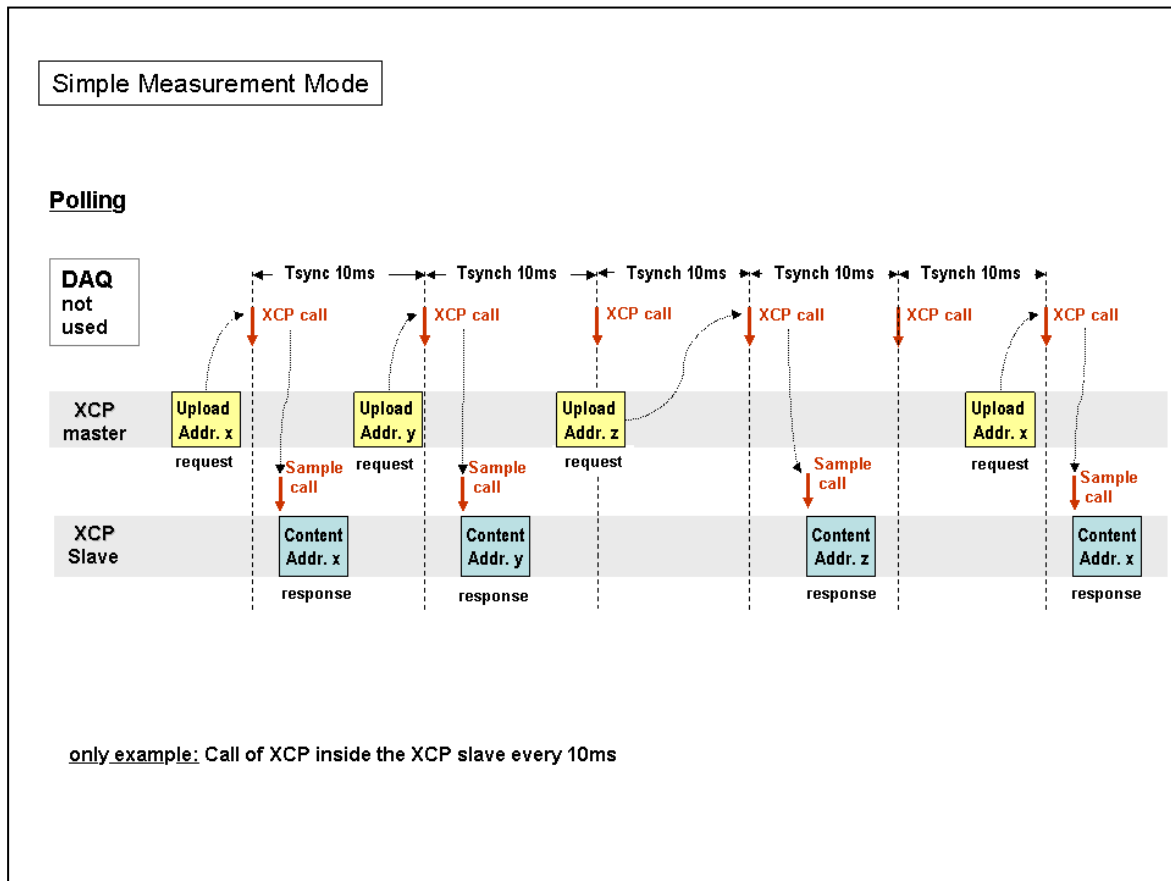 Simple Measurement Mode
Polling
DAQ
not
used
Tsync 10ms
Tsynch 10ms
Tsynch 10ms
Tsynch 10ms
Tsynch 10ms
XCP call
XCP call
XCP call
XCP call
XCP call
XCP call
XCP
master
Upload
Addr. x
Upload
Addr. y
Upload
Addr. z
Upload
Addr. x
request
request
request
request
Sample
call
Sample
call
Sample
call
Sample
call
XCP
Slave
Content
Addr. x
Content
Addr. y
Content
Addr. z
Content
Addr. x
response
response
response
response
only example: Call of XCP inside the XCP slave every 10ms